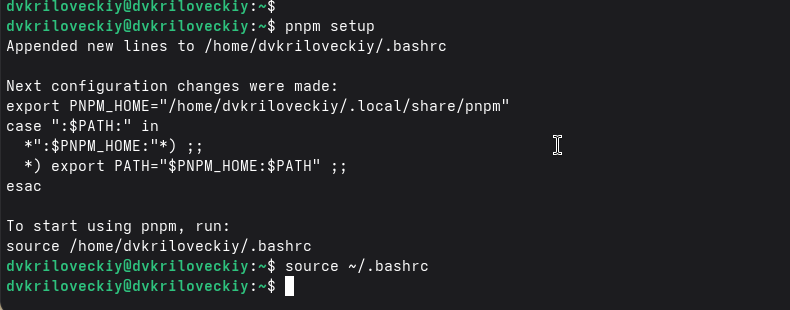 dvkriloveckiy@dvkriloveckiy:~$
dvkriloveckiy@dvkriloveckiy:~$ pnpm setup
Appended new lines to /home/dvkriloveckiy/.bashrc

Next configuration changes were made:
export PNPM_HOME="/home/dvkriloveckiy/.local/share/pnpm"
case ":$PATH:" in
  *":$PNPM_HOME:"*) ;;
  *) export PATH="$PNPM_HOME:$PATH" ;;
esac

To start using pnpm, run:
source /home/dvkriloveckiy/.bashrc
dvkriloveckiy@dvkriloveckiy:~$ source ~/.bashrc
dvkriloveckiy@dvkriloveckiy:~$